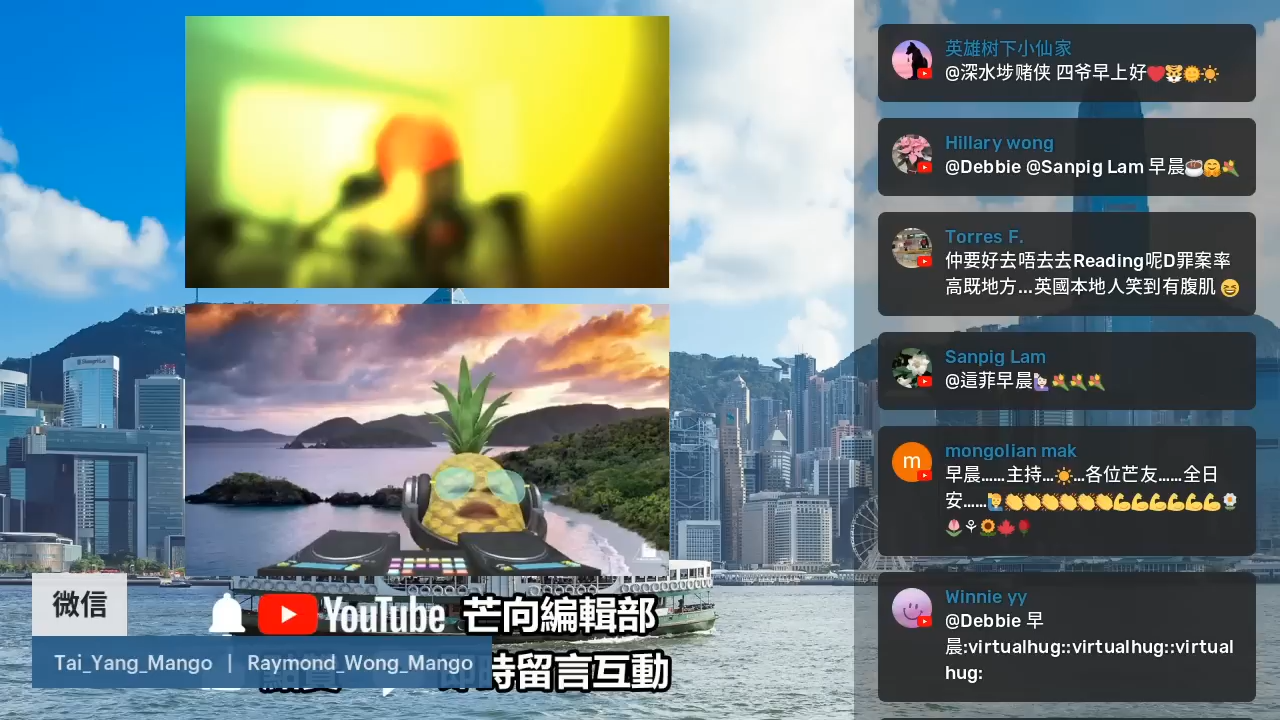 英雄树下小仙家
@深水埗赌侠 四爷早上好❤️🐯🌞☀️
Hillary wong
@Debbie @Sanpig Lam 早晨☕🤗💐
Torres F.
仲要好去唔去去Reading呢D罪案率
高既地方...英國本地人笑到有腹肌 😆
Sanpig Lam
@這菲早晨🙋🏻‍♀️💐💐💐
m
mongolian mak
早晨......主持...☀️...各位芒友......全日
安......🙋‍♂️👏👏👏👏👏👏💪💪💪💪💪💪🌼
🌷⚘🌻🍁🌹
Winnie yy
@Debbie 早
晨:virtualhug::virtualhug::virtual
hug:
微信
YouTube 芒向編輯部
Tai_Yang_Mango | Raymond_Wong_Mango
即時留言互動